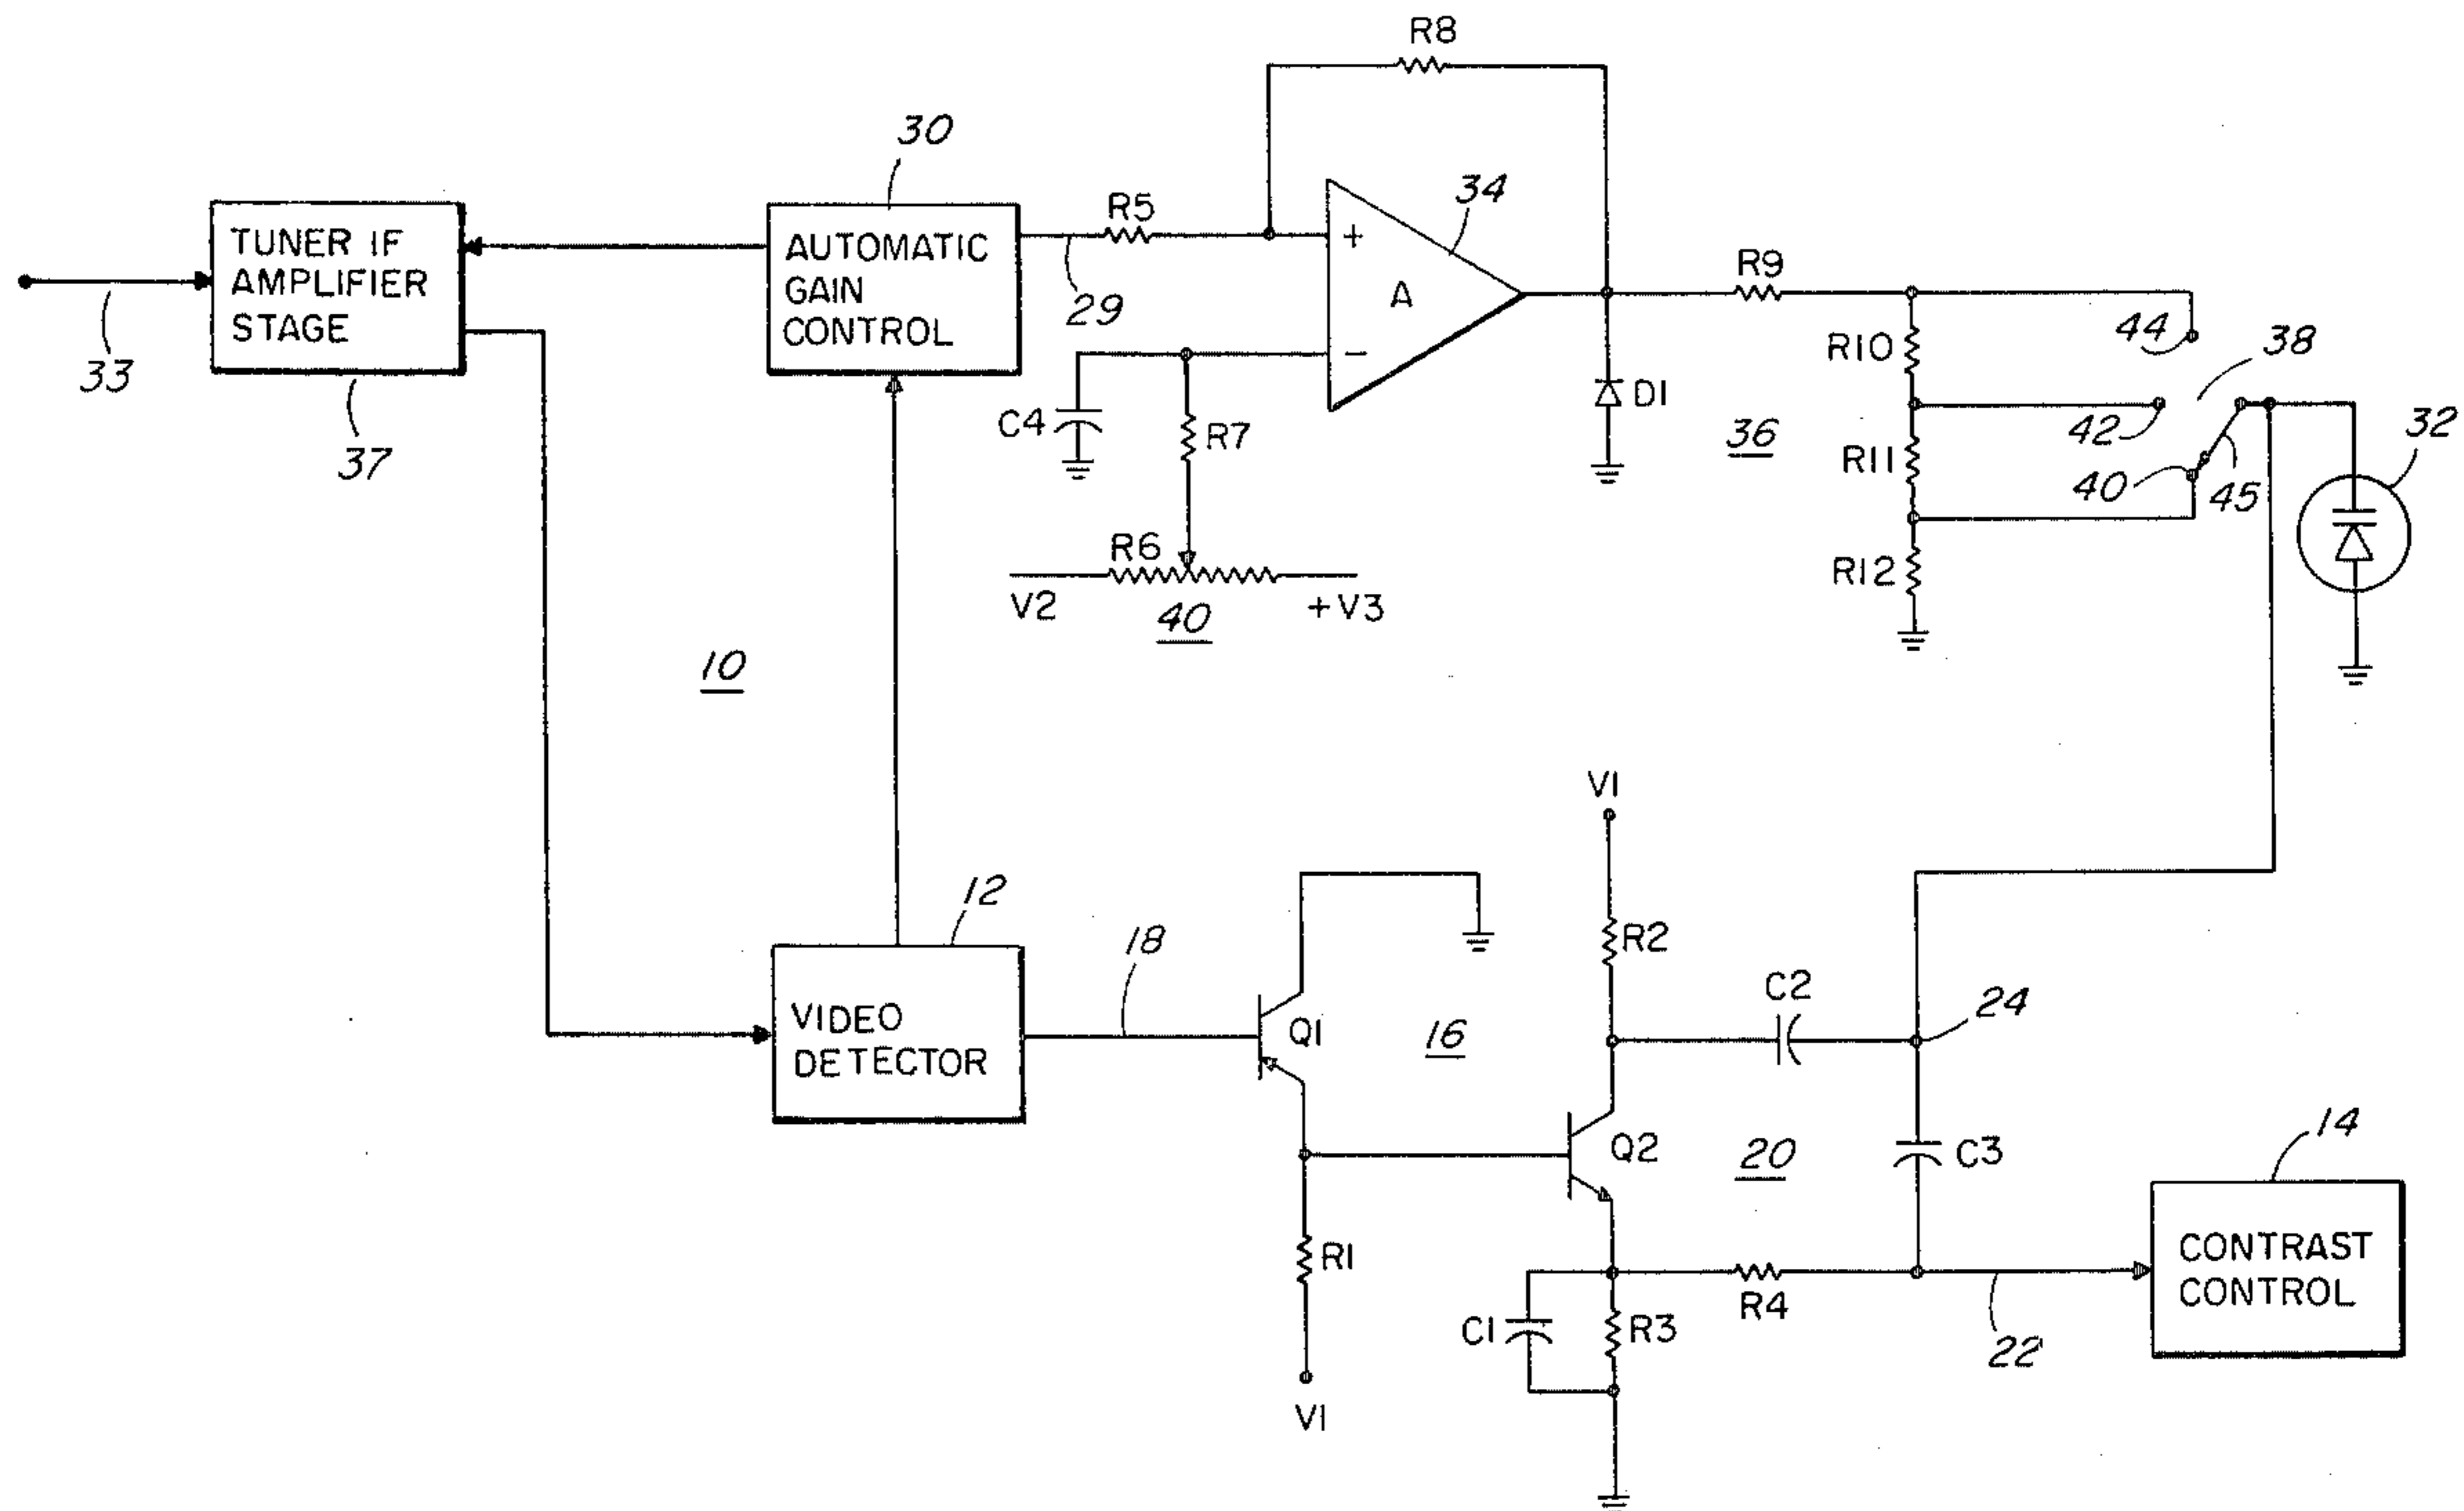 R8
30
34
R5
TUNER IF
AMPLIFIER
STAGE
AUTOMATIC
GAIN
CONTROL
+
A
−
R9
33
37
29
44
38
R10
C4
R7
D1
36
42
32
R11
40
45
R6
V2
+V3
40
R12
10
V1
12
18
R2
C2
24
VIDEO
DETECTOR
Q1
16
Q2
20
C3
14
R1
CONTRAST
CONTROL
C1
R3
R4
22
V1